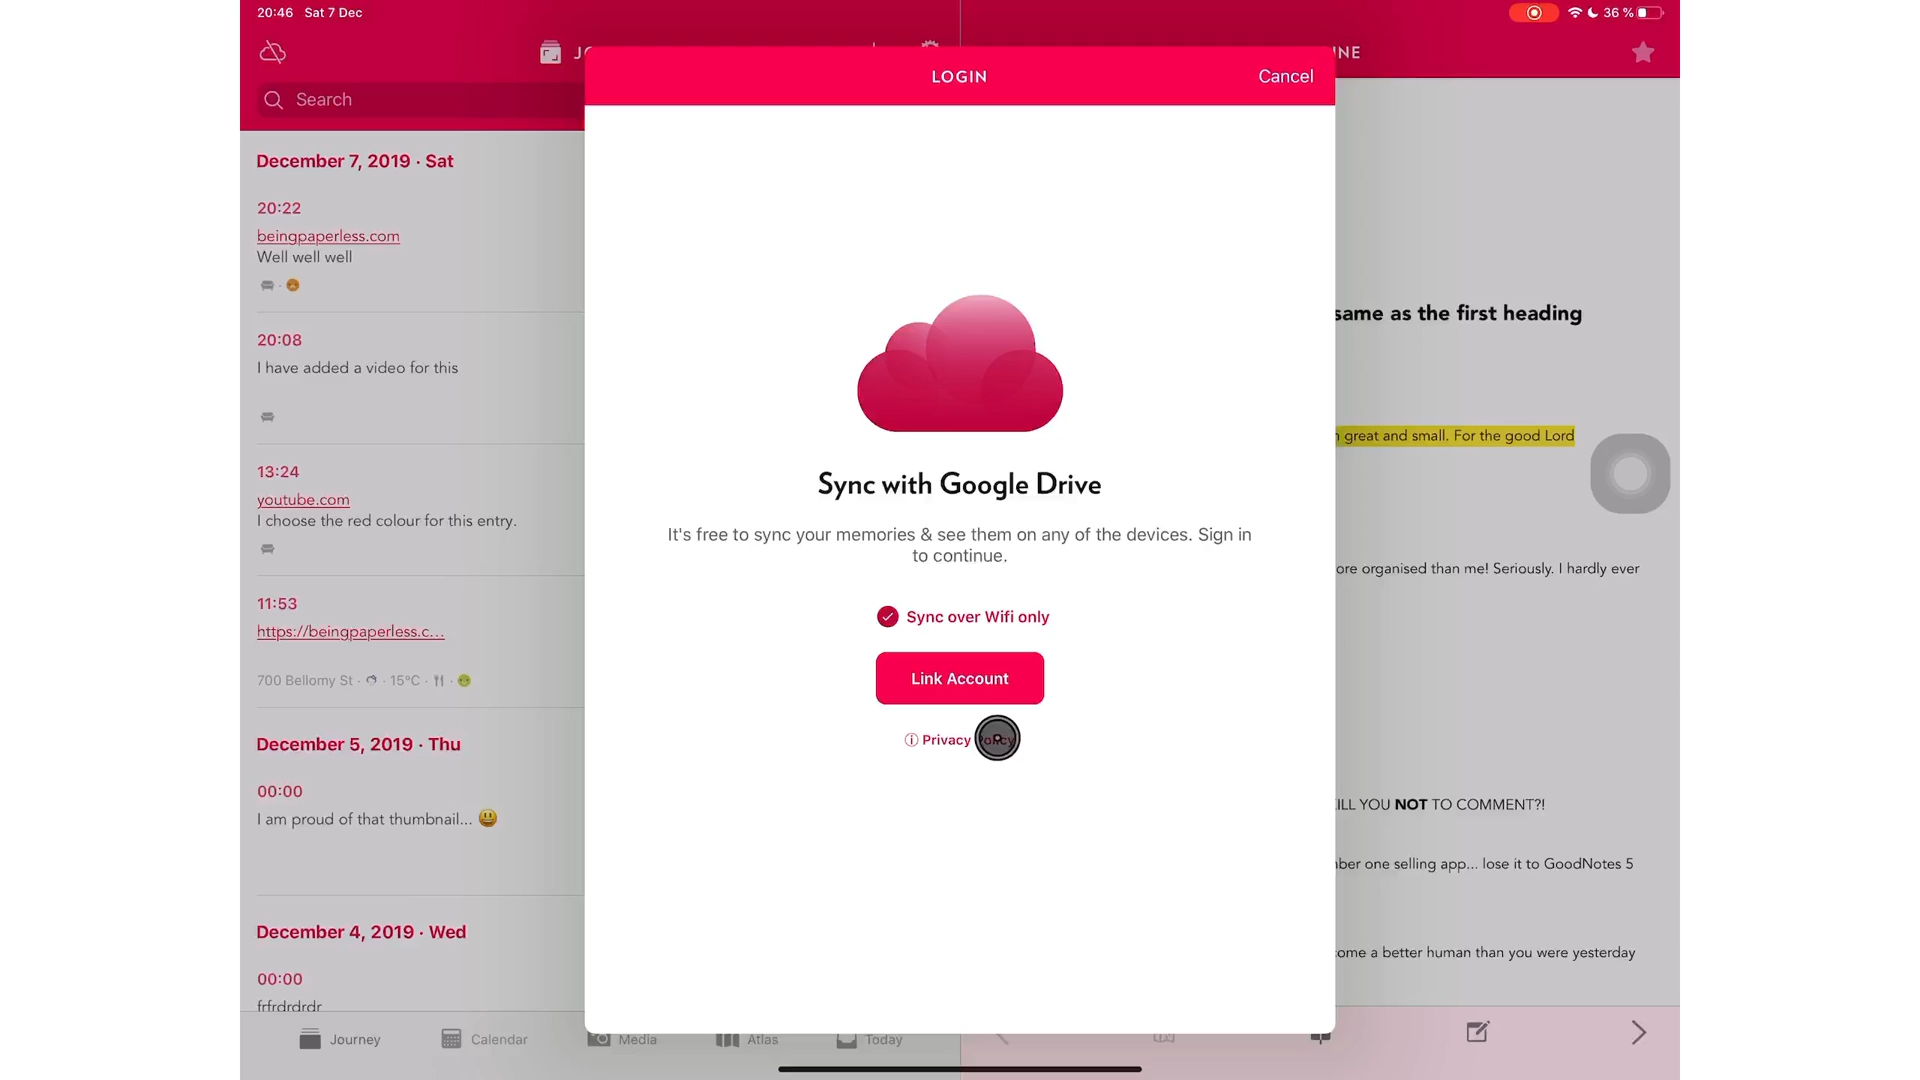 20:46 Sat 7 Dec
36 %
Search
December 7, 2019 · Sat
20:22
beingpaperless.com
Well well well
20:08
I have added a video for this
13:24
youtube.com
I choose the red colour for this entry.
11:53
https://beingpaperless.c...
700 Bellomy St · 15°C
December 5, 2019 · Thu
00:00
I am proud of that thumbnail...
December 4, 2019 · Wed
00:00
frfrdrdrdr
Journey
Calendar
Media
Atlas
Today
LOGIN
Cancel
Sync with Google Drive
It's free to sync your memories & see them on any of the devices. Sign in
to continue.
Sync over Wifi only
Link Account
Privacy Policy
same as the first heading
great and small. For the good Lord
organised than me! Seriously. I hardly ever
YOU NOT TO COMMENT?!
one selling app... lose it to GoodNotes 5
a better human than you were yesterday